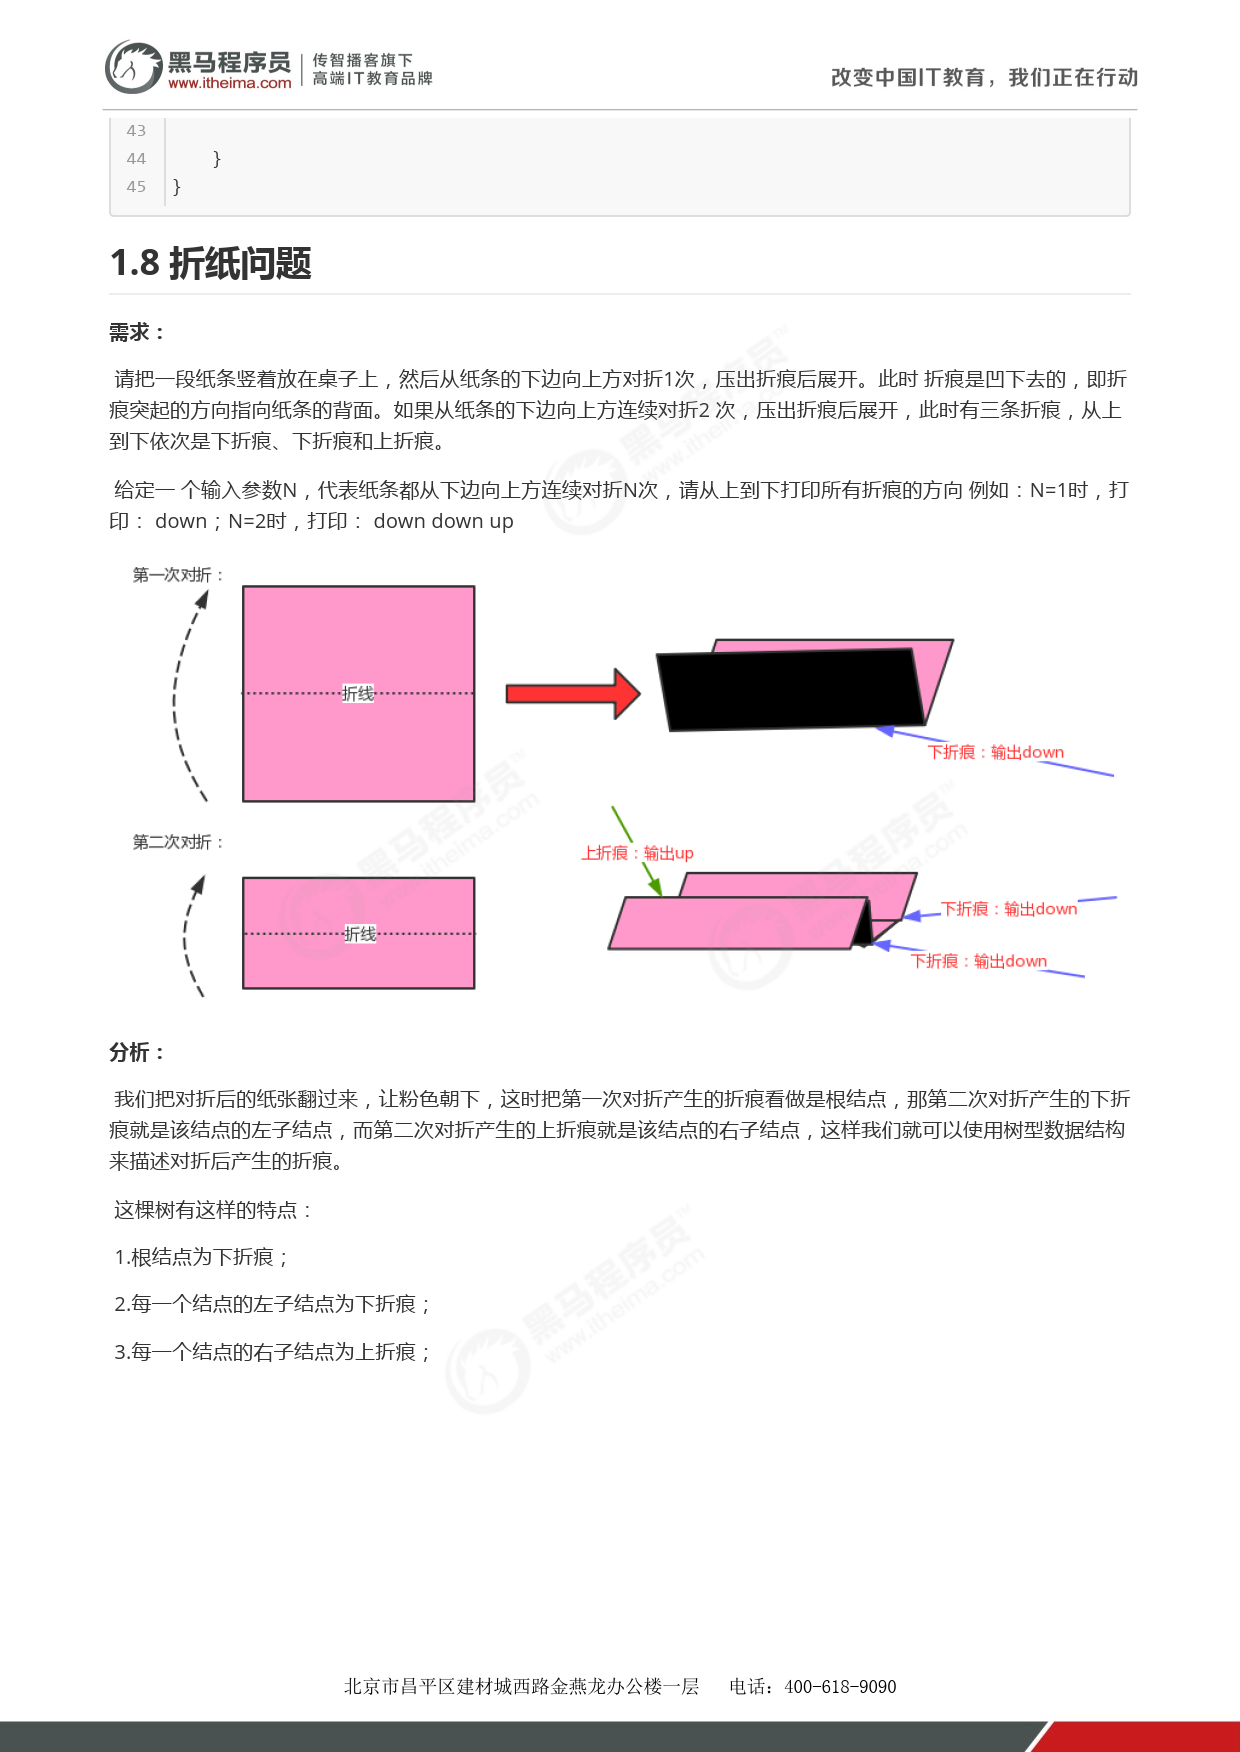 黑马程序员
www.itheima.com
传智播客旗下
高端IT教育品牌
改变中国IT教育，我们正在行动
43
44 }
45 }
1.8 折纸问题
需求：
请把一段纸条竖着放在桌子上，然后从纸条的下边向上方对折1次，压出折痕后展开。此时 折痕是凹下去的，即折
痕突起的方向指向纸条的背面。如果从纸条的下边向上方连续对折2 次，压出折痕后展开，此时有三条折痕，从上
到下依次是下折痕、下折痕和上折痕。
给定一 个输入参数N，代表纸条都从下边向上方连续对折N次，请从上到下打印所有折痕的方向 例如：N=1时，打
印： down；N=2时，打印： down down up
第一次对折：
折线
下折痕：输出down
第二次对折：
折线
上折痕：输出up
下折痕：输出down
下折痕：输出down
分析：
我们把对折后的纸张翻过来，让粉色朝下，这时把第一次对折产生的折痕看做是根结点，那第二次对折产生的下折
痕就是该结点的左子结点，而第二次对折产生的上折痕就是该结点的右子结点，这样我们就可以使用树型数据结构
来描述对折后产生的折痕。
这棵树有这样的特点：
1.根结点为下折痕；
2.每一个结点的左子结点为下折痕；
3.每一个结点的右子结点为上折痕；
北京市昌平区建材城西路金燕龙办公楼一层 电话：400-618-9090